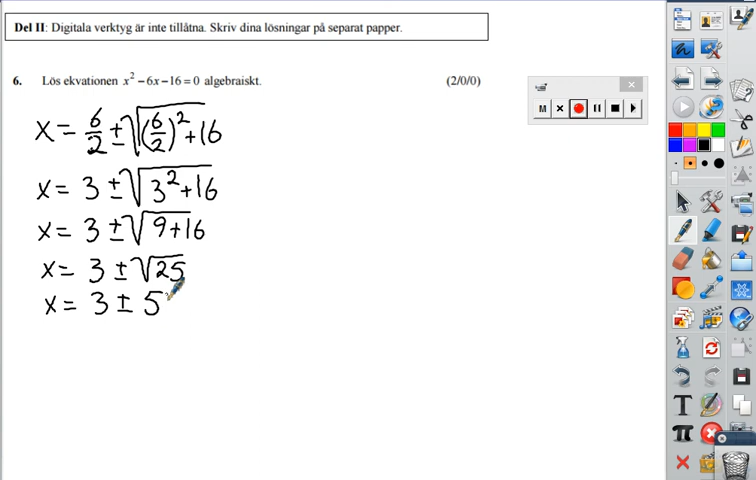 Del II: Digitala verktyg är inte tillåtna. Skriv dina lösningar på separat papper.
6. Lös ekvationen x² − 6x − 16 = 0 algebraiskt. (2/0/0)
x = 6/2 ± √((6/2)² + 16
x = 3 ± √(3² + 16)
x = 3 ± √(9 + 16)
x = 3 ± √25
x = 3 ± 5
M
T
π